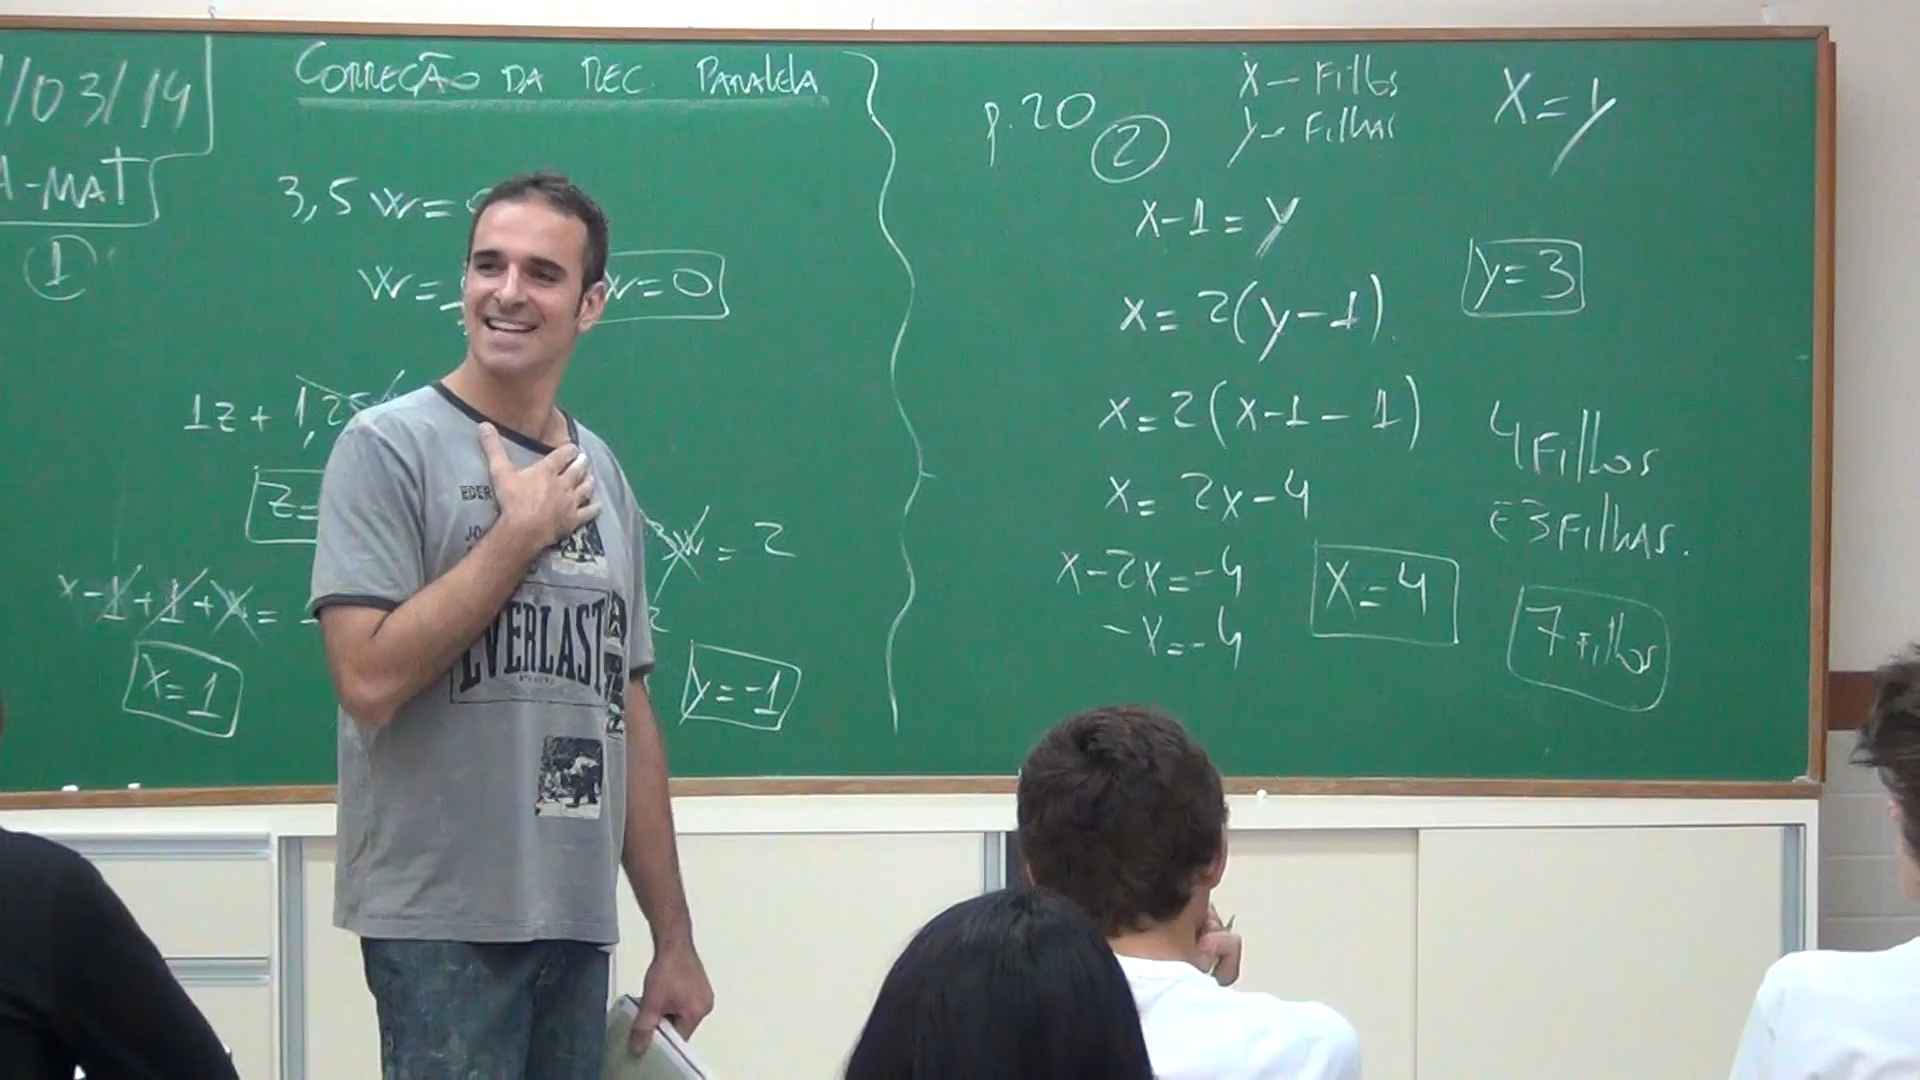 /03/14
A-MAT
1
CORREÇÃO DA REC. PARALELA
3,5 W =
W =
W = 0
1z + 1,25
z =
3W = 2
x - 1 + 1 + x =
x = 1
y = -1
p. 20
2
X - Filhos
y - Filhas
X = y
x - 1 = y
y = 3
x = 2(y - 1)
x = 2(x - 1 - 1)
x = 2x - 4
4 Filhos
E 3 Filhas.
x - 2x = -4
x = 4
-x = -4
7 Filhos
EVERLAST